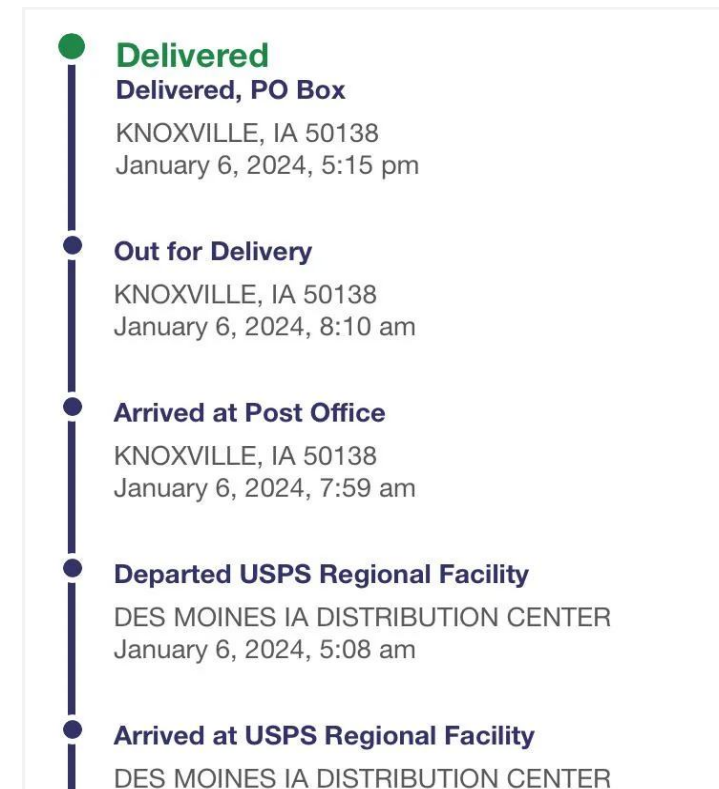 Delivered
Delivered, PO Box
KNOXVILLE, IA 50138
January 6, 2024, 5:15 pm
Out for Delivery
KNOXVILLE, IA 50138
January 6, 2024, 8:10 am
Arrived at Post Office
KNOXVILLE, IA 50138
January 6, 2024, 7:59 am
Departed USPS Regional Facility
DES MOINES IA DISTRIBUTION CENTER
January 6, 2024, 5:08 am
Arrived at USPS Regional Facility
DES MOINES IA DISTRIBUTION CENTER